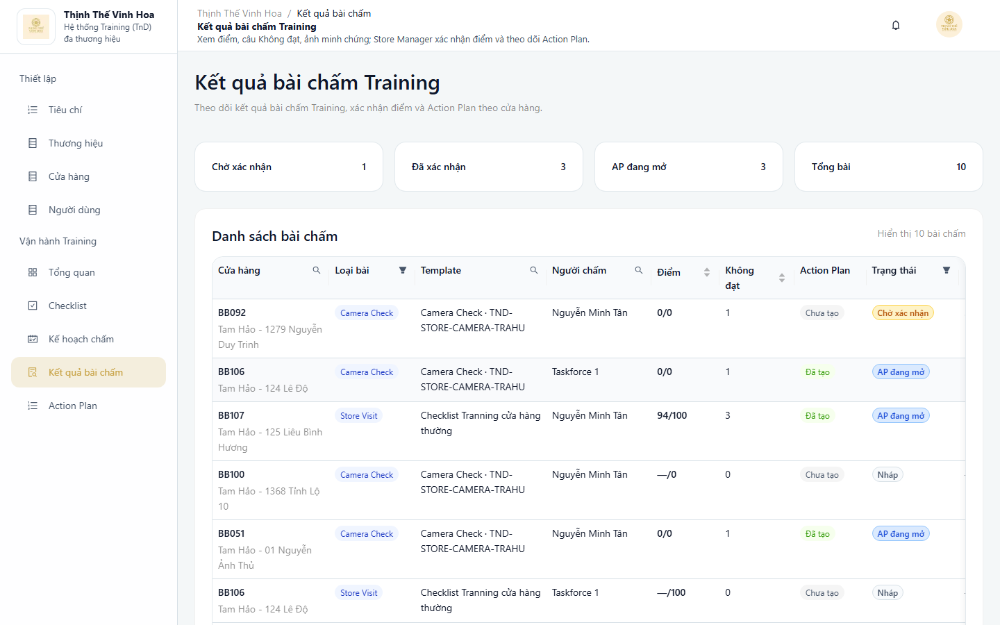 Thịnh Thế Vinh Hoa
Hệ thống Training (TnD)
đa thương hiệu
Thịnh Thế Vinh Hoa / Kết quả bài chấm
Kết quả bài chấm Training
Xem điểm, câu Không đạt, ảnh minh chứng; Store Manager xác nhận điểm và theo dõi Action Plan.
Thiết lập
Tiêu chí
Thương hiệu
Cửa hàng
Người dùng
Vận hành Training
Tổng quan
Checklist
Kế hoạch chấm
Kết quả bài chấm
Action Plan
Kết quả bài chấm Training
Theo dõi kết quả bài chấm Training, xác nhận điểm và Action Plan theo cửa hàng.
Chờ xác nhận 1
Đã xác nhận 3
AP đang mở 3
Tổng bài 10
Danh sách bài chấm
Hiển thị 10 bài chấm
Cửa hàng Loại bài Template Người chấm Điểm Không đạt Action Plan Trạng thái
BB092 Camera Check Camera Check · TND- Nguyễn Minh Tân 0/0 1 Chưa tạo Chờ xác nhận
Tam Hảo - 1279 Nguyễn STORE-CAMERA-TRAHU
Duy Trinh
BB106 Camera Check Camera Check · TND- Taskforce 1 0/0 1 Đã tạo AP đang mở
Tam Hảo - 124 Lê Độ STORE-CAMERA-TRAHU
BB107 Store Visit Checklist Tranning cửa hàng Nguyễn Minh Tân 94/100 3 Đã tạo AP đang mở
Tam Hảo - 125 Liêu Bình thường
Hương
BB100 Camera Check Camera Check · TND- Nguyễn Minh Tân —/0 0 Chưa tạo Nháp
Tam Hảo - 1368 Tỉnh Lộ STORE-CAMERA-TRAHU
10
BB051 Camera Check Camera Check · TND- Nguyễn Minh Tân 0/0 1 Đã tạo AP đang mở
Tam Hảo - 01 Nguyễn STORE-CAMERA-TRAHU
Ảnh Thủ
BB106 Store Visit Checklist Tranning cửa hàng Taskforce 1 —/100 0 Chưa tạo Nháp
Tam Hảo - 124 Lê Độ thường